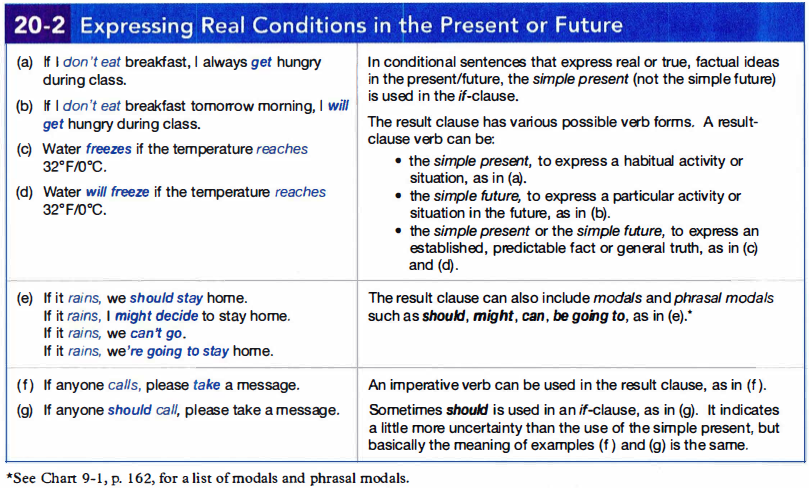 20-2 Expressing Real Conditions in the Present or Future
(a) If I don't eat breakfast, I always get hungry
during class.
(b) If I don't eat breakfast tomorrow morning, I will
get hungry during class.
(c) Water freezes if the temperature reaches
32°F/0°C.
(d) Water will freeze if the temperature reaches
32°F/0°C.
In conditional sentences that express real or true, factual ideas
in the present/future, the simple present (not the simple future)
is used in the if-clause.
The result clause has various possible verb forms. A result-
clause verb can be:
• the simple present, to express a habitual activity or
situation, as in (a).
• the simple future, to express a particular activity or
situation in the future, as in (b).
• the simple present or the simple future, to express an
established, predictable fact or general truth, as in (c)
and (d).
(e) If it rains, we should stay home.
If it rains, I might decide to stay home.
If it rains, we can't go.
If it rains, we're going to stay home.
The result clause can also include modals and phrasal modals
such as should, might, can, be going to, as in (e).*
(f) If anyone calls, please take a message.
(g) If anyone should call, please take a message.
An imperative verb can be used in the result clause, as in (f).
Sometimes should is used in an if-clause, as in (g). It indicates
a little more uncertainty than the use of the simple present, but
basically the meaning of examples (f) and (g) is the same.
*See Chart 9-1, p. 162, for a list of modals and phrasal modals.